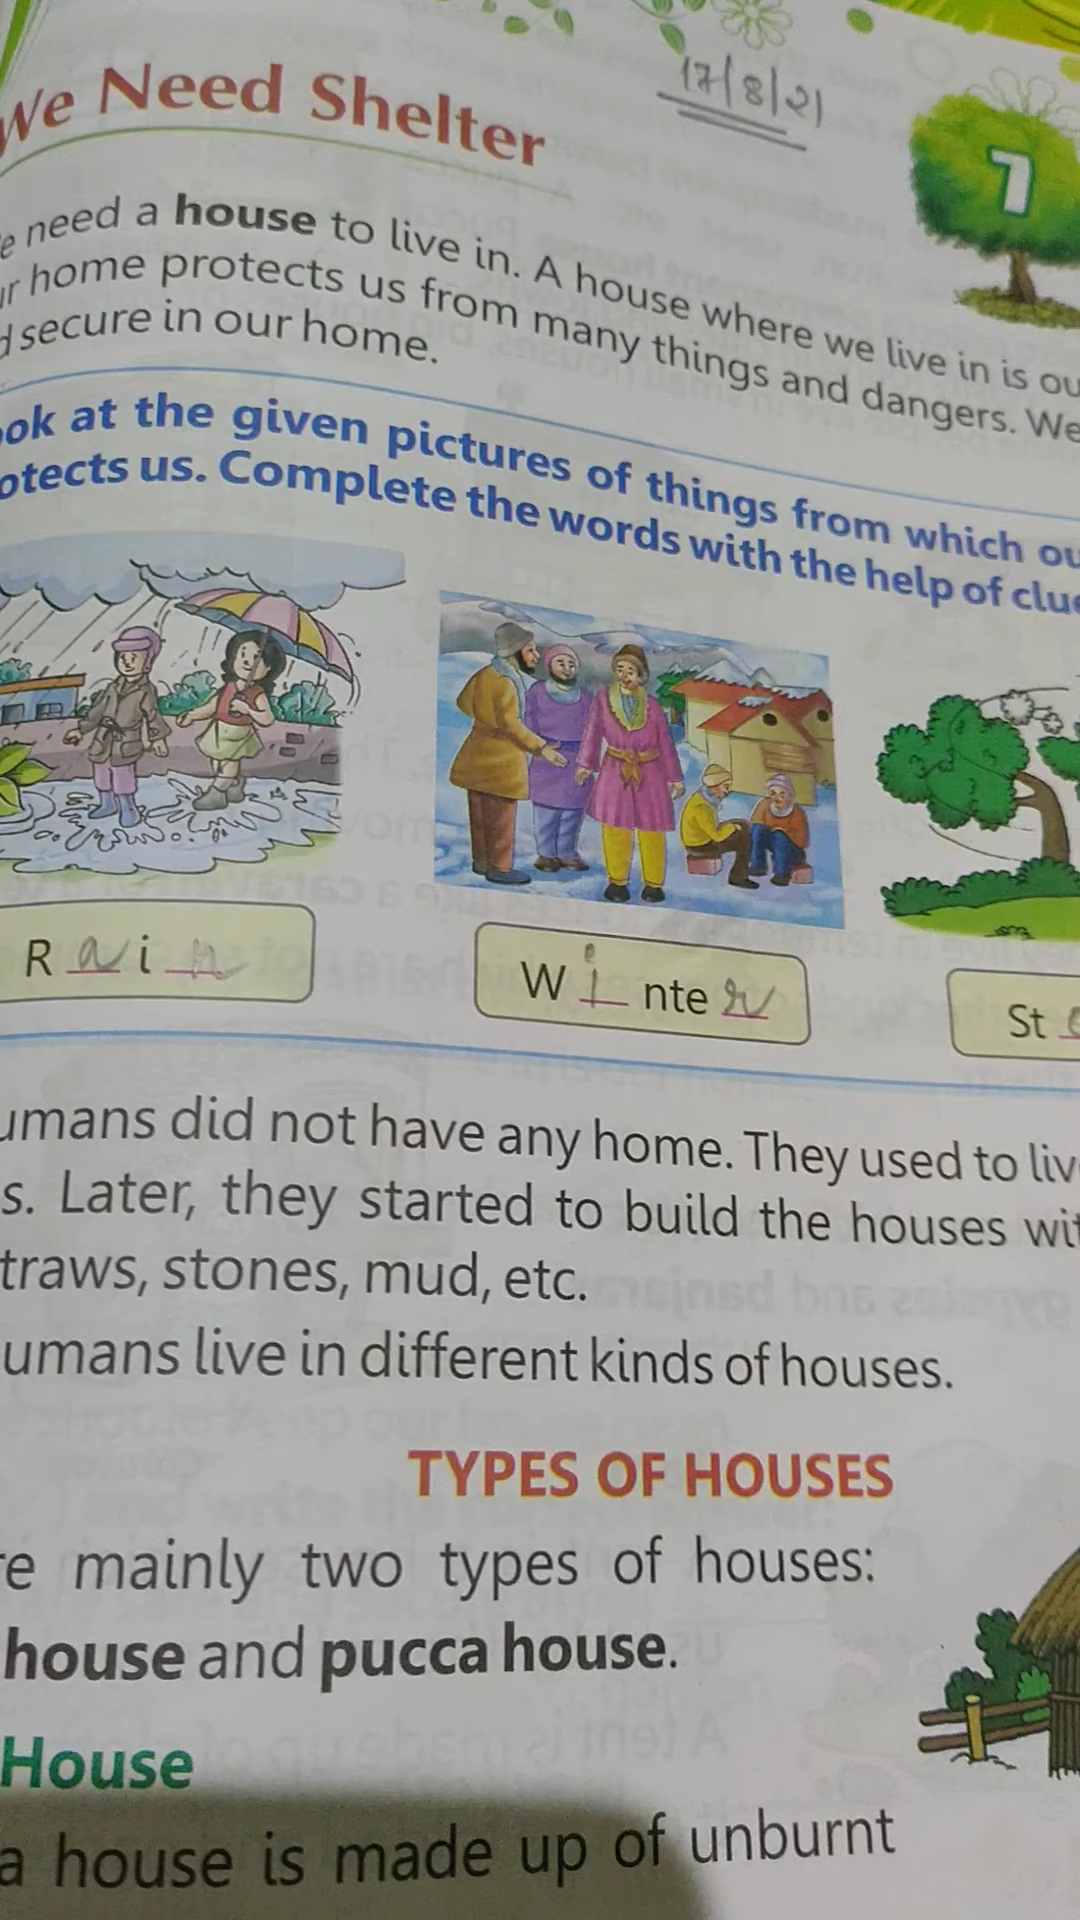 We Need Shelter
17/8/21
7
e need a house to live in. A house where we live in is ou
ur home protects us from many things and dangers. We
d secure in our home.
ook at the given pictures of things from which ou
otects us. Complete the words with the help of clue
R a i n
W i nte r
St
umans did not have any home. They used to liv
s. Later, they started to build the houses wit
traws, stones, mud, etc.
umans live in different kinds of houses.
TYPES OF HOUSES
re mainly two types of houses:
house and pucca house.
House
a house is made up of unburnt